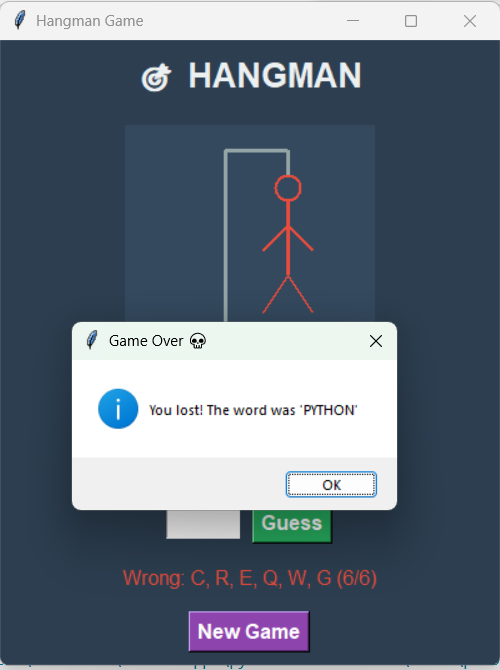 Hangman Game
HANGMAN
Game Over
You lost! The word was 'PYTHON'
OK
Guess
Wrong: C, R, E, Q, W, G (6/6)
New Game